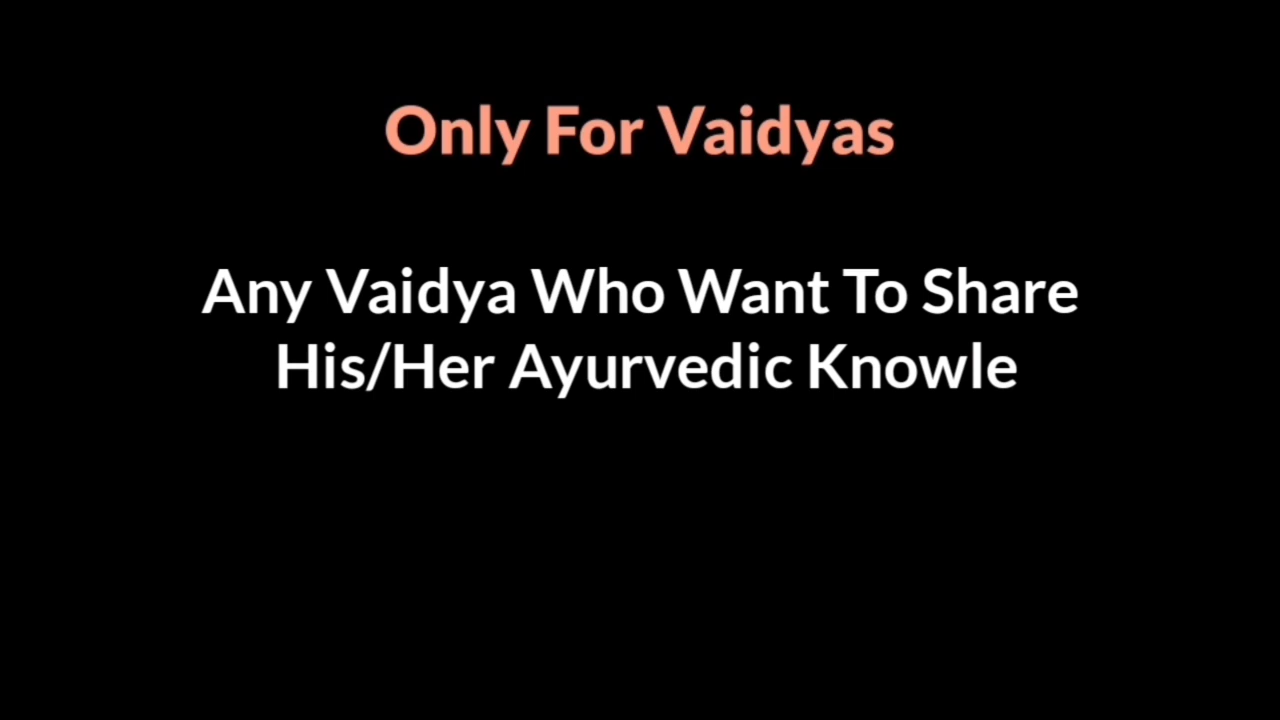 Only For Vaidyas
Any Vaidya Who Want To Share
His/Her Ayurvedic Knowle